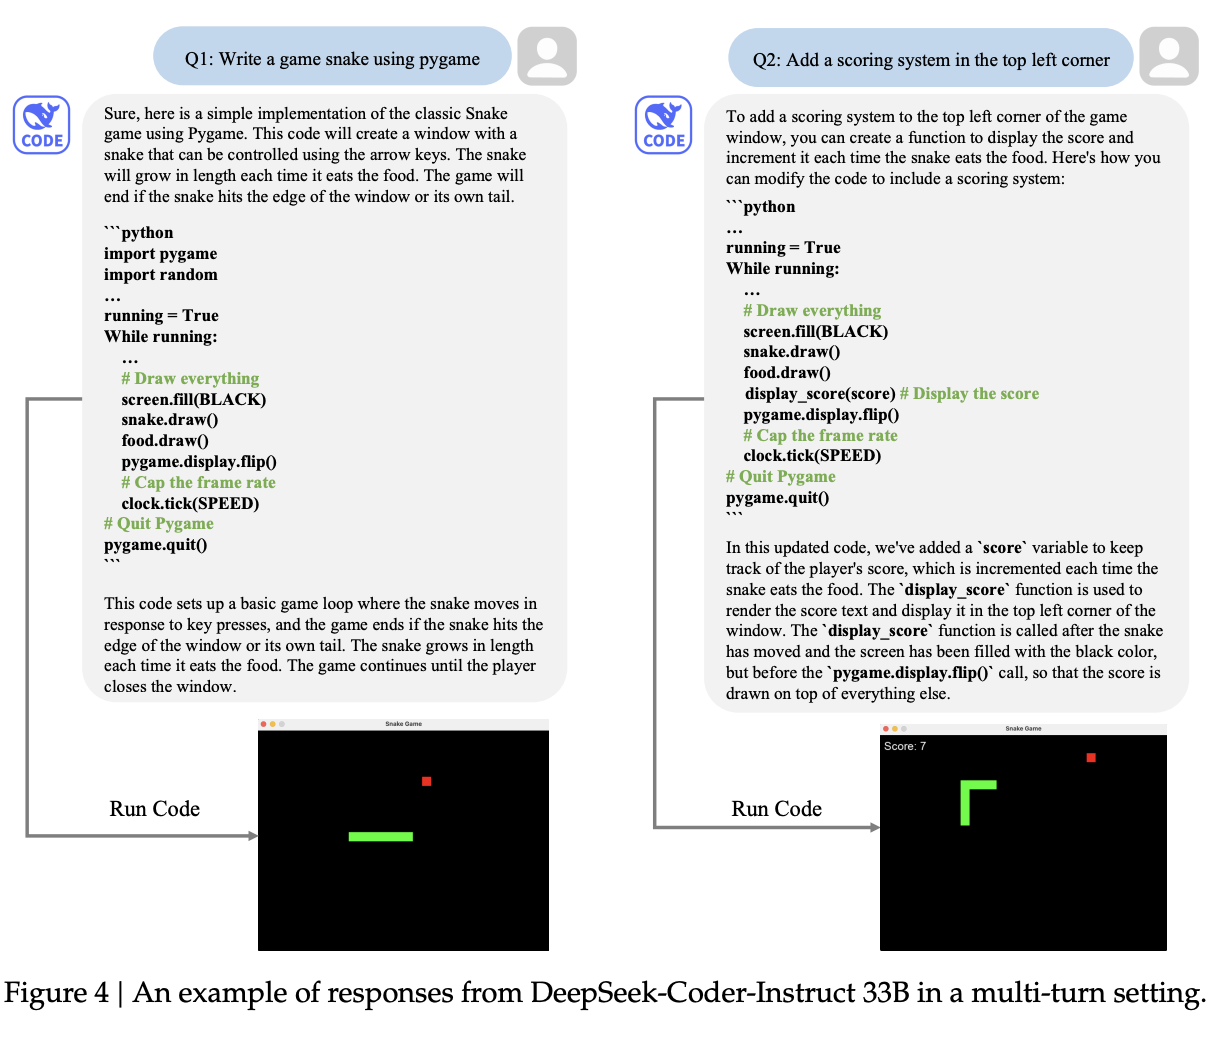 Q1: Write a game snake using pygame
CODE
Sure, here is a simple implementation of the classic Snake
game using Pygame. This code will create a window with a
snake that can be controlled using the arrow keys. The snake
will grow in length each time it eats the food. The game will
end if the snake hits the edge of the window or its own tail.
```python
import pygame
import random
...
running = True
While running:
...
# Draw everything
screen.fill(BLACK)
snake.draw()
food.draw()
pygame.display.flip()
# Cap the frame rate
clock.tick(SPEED)
# Quit Pygame
pygame.quit()
```
This code sets up a basic game loop where the snake moves in
response to key presses, and the game ends if the snake hits the
edge of the window or its own tail. The snake grows in length
each time it eats the food. The game continues until the player
closes the window.
Run Code
Snake Game
Q2: Add a scoring system in the top left corner
CODE
To add a scoring system to the top left corner of the game
window, you can create a function to display the score and
increment it each time the snake eats the food. Here's how you
can modify the code to include a scoring system:
```python
...
running = True
While running:
...
# Draw everything
screen.fill(BLACK)
snake.draw()
food.draw()
display_score(score) # Display the score
pygame.display.flip()
# Cap the frame rate
clock.tick(SPEED)
# Quit Pygame
pygame.quit()
```
In this updated code, we've added a `score` variable to keep
track of the player's score, which is incremented each time the
snake eats the food. The `display_score` function is used to
render the score text and display it in the top left corner of the
window. The `display_score` function is called after the snake
has moved and the screen has been filled with the black color,
but before the `pygame.display.flip()` call, so that the score is
drawn on top of everything else.
Run Code
Snake Game
Score: 7
Figure 4 | An example of responses from DeepSeek-Coder-Instruct 33B in a multi-turn setting.